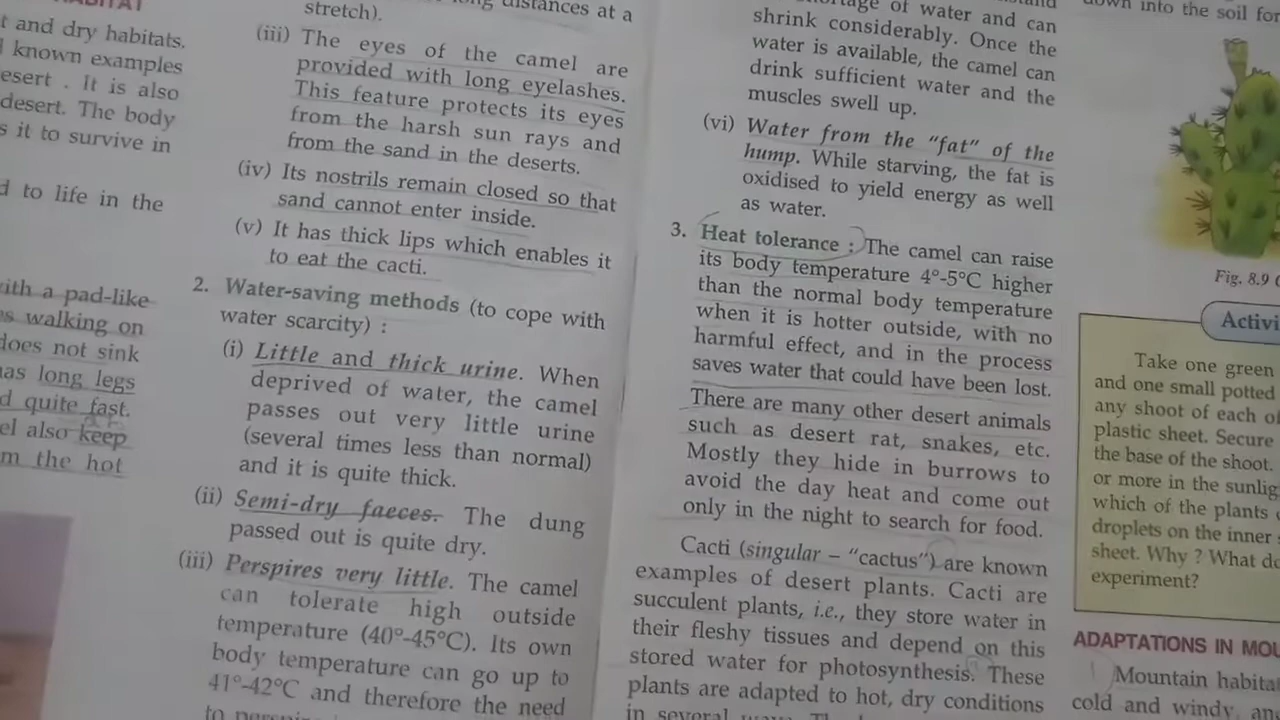 HABITAT
t and dry habitats.
known examples
esert . It is also
desert. The body
s it to survive in
d to life in the
with a pad-like
es walking on
does not sink
has long legs
d quite fast.
el also keep
m the hot
long distances at a
stretch).
(iii) The eyes of the camel are
provided with long eyelashes.
This feature protects its eyes
from the harsh sun rays and
from the sand in the deserts.
(iv) Its nostrils remain closed so that
sand cannot enter inside.
(v) It has thick lips which enables it
to eat the cacti.
2. Water-saving methods (to cope with
water scarcity) :
(i) Little and thick urine. When
deprived of water, the camel
passes out very little urine
(several times less than normal)
and it is quite thick.
(ii) Semi-dry faeces. The dung
passed out is quite dry.
(iii) Perspires very little. The camel
can tolerate high outside
temperature (40°-45°C). Its own
body temperature can go up to
41°-42°C and therefore the need
of water and can
shrink considerably. Once the
water is available, the camel can
drink sufficient water and the
muscles swell up.
(vi) Water from the "fat" of the
hump. While starving, the fat is
oxidised to yield energy as well
as water.
3. Heat tolerance : The camel can raise
its body temperature 4°-5°C higher
than the normal body temperature
when it is hotter outside, with no
harmful effect, and in the process
saves water that could have been lost.
There are many other desert animals
such as desert rat, snakes, etc.
Mostly they hide in burrows to
avoid the day heat and come out
only in the night to search for food.
Cacti (singular – "cactus") are known
examples of desert plants. Cacti are
succulent plants, i.e., they store water in
their fleshy tissues and depend on this
stored water for photosynthesis. These
plants are adapted to hot, dry conditions
in several
down into the soil for
Fig. 8.9
Activi
Take one green
and one small potted
any shoot of each of
plastic sheet. Secure
the base of the shoot.
or more in the sunlig
which of the plants
droplets on the inner
sheet. Why ? What do
experiment?
ADAPTATIONS IN MOU
Mountain habita
cold and windy, an